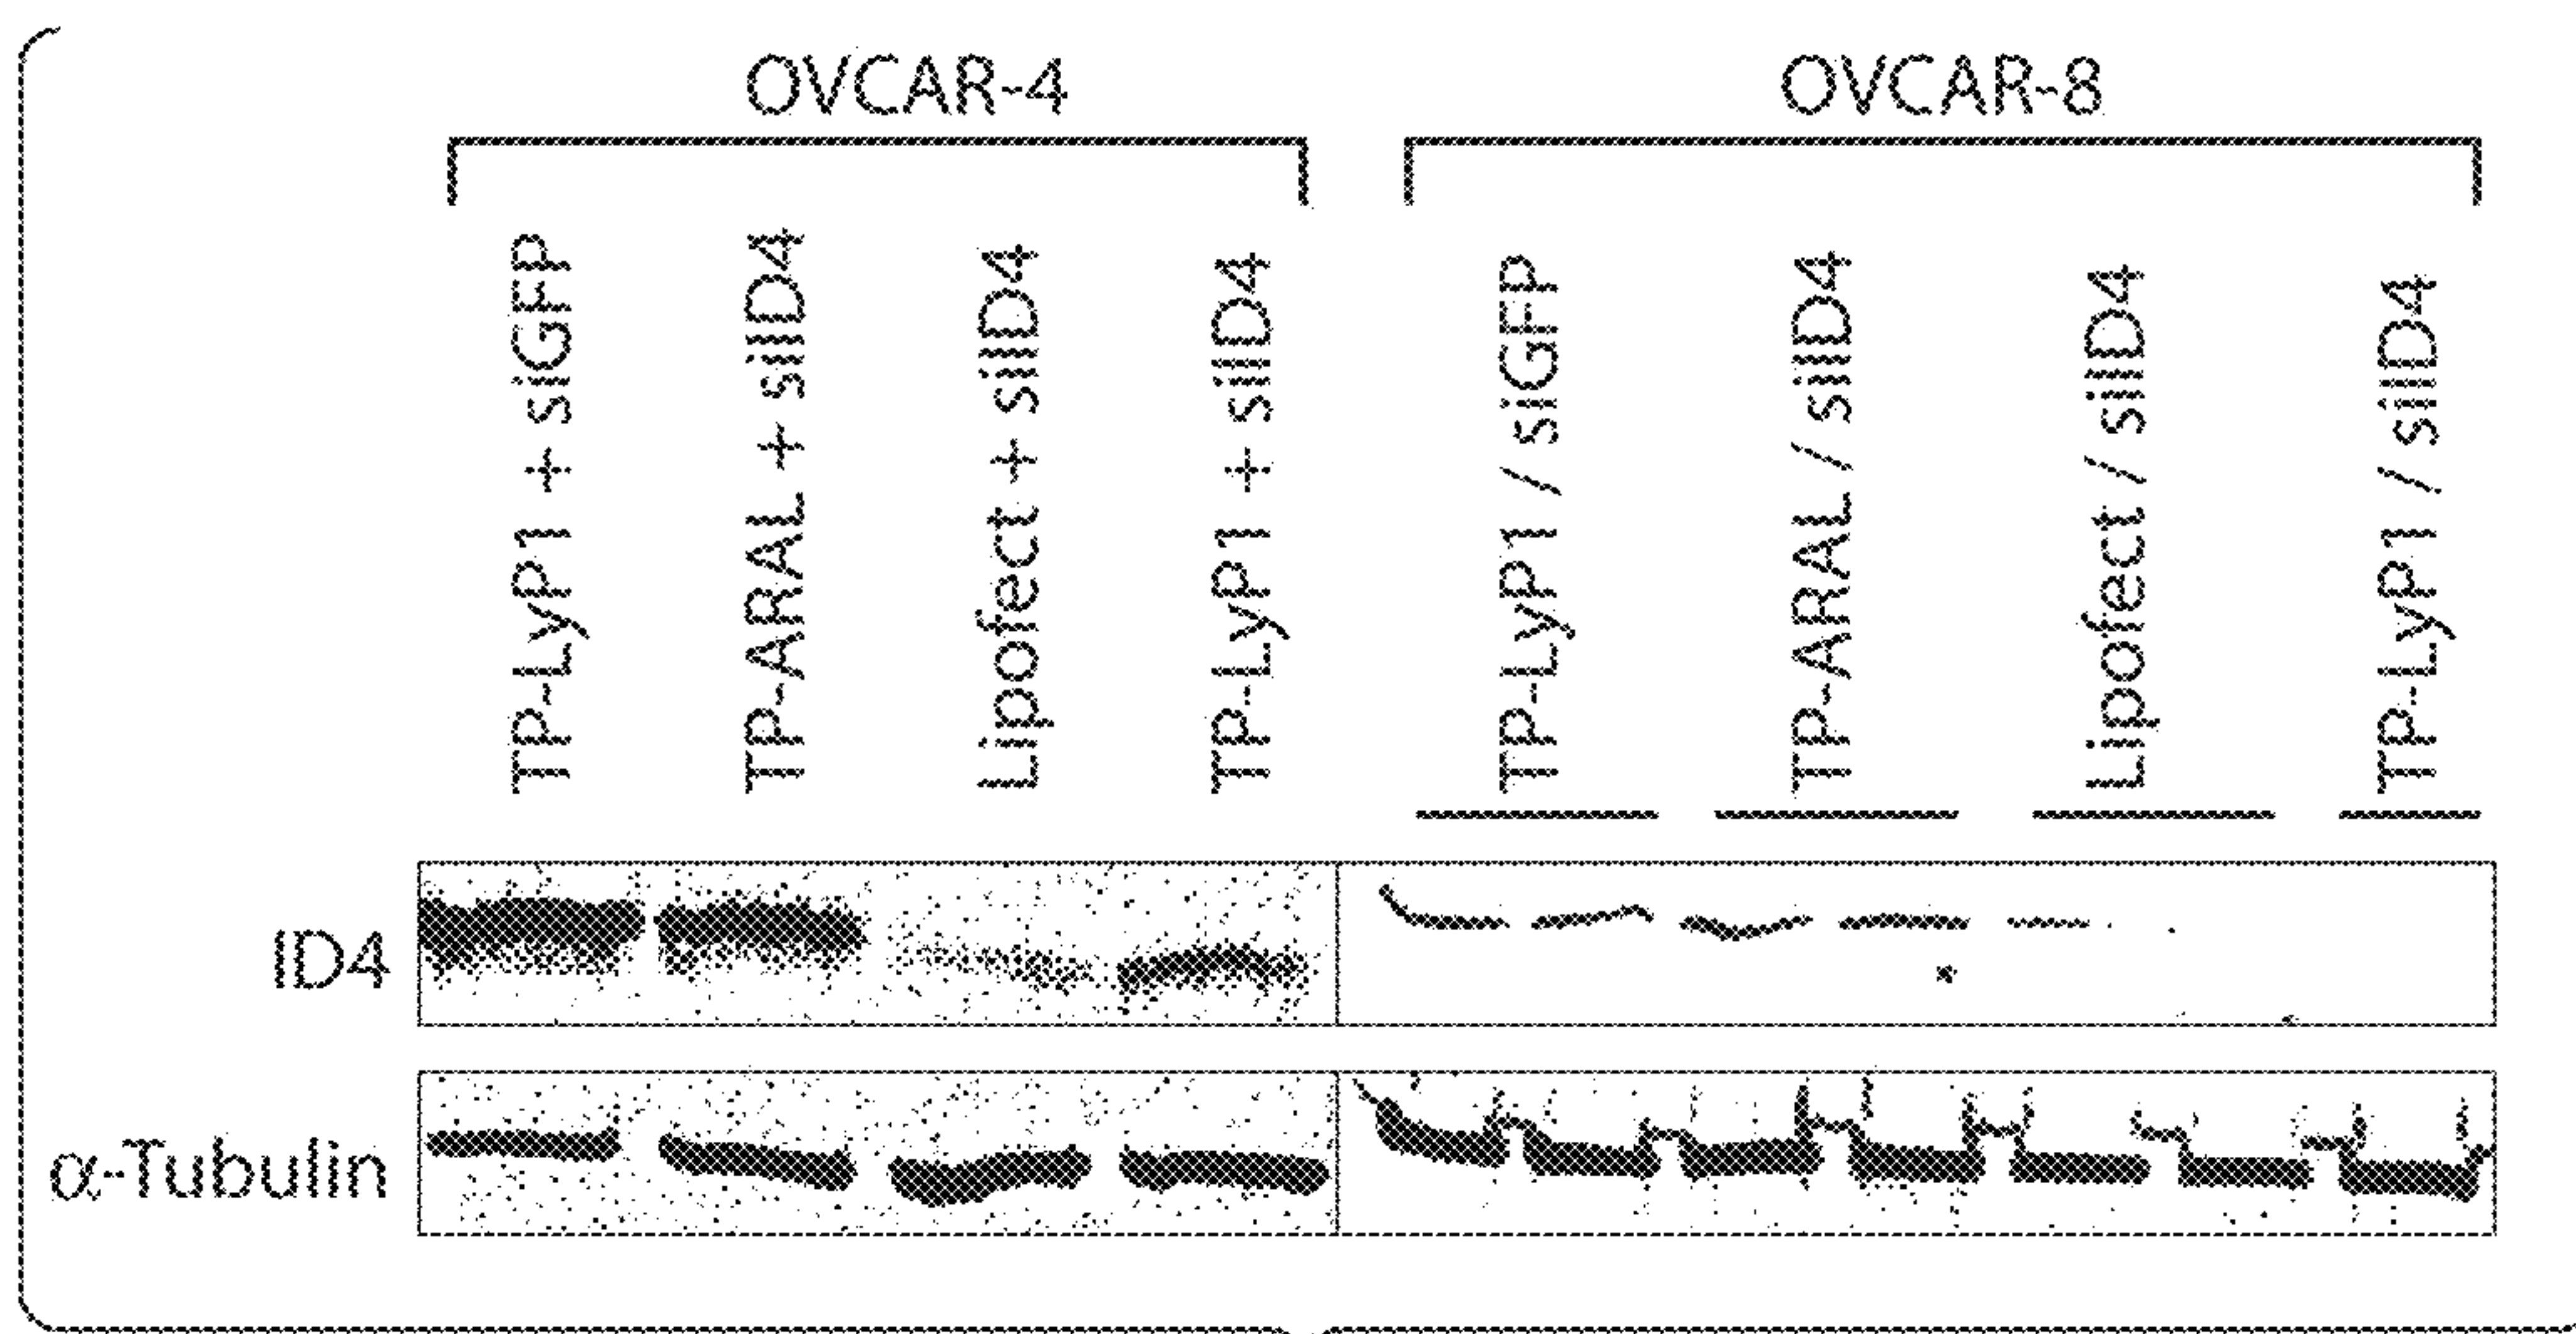 OVCAR-4
OVCAR-8
TP-LyP1 + siGFP
TP-ARAL + siID4
Lipofect + siID4
TP-LyP1 + siID4
TP-LyP1 / siGFP
TP-ARAL / siID4
Lipofect / siID4
TP-LyP1 / siID4
ID4
α-Tubulin